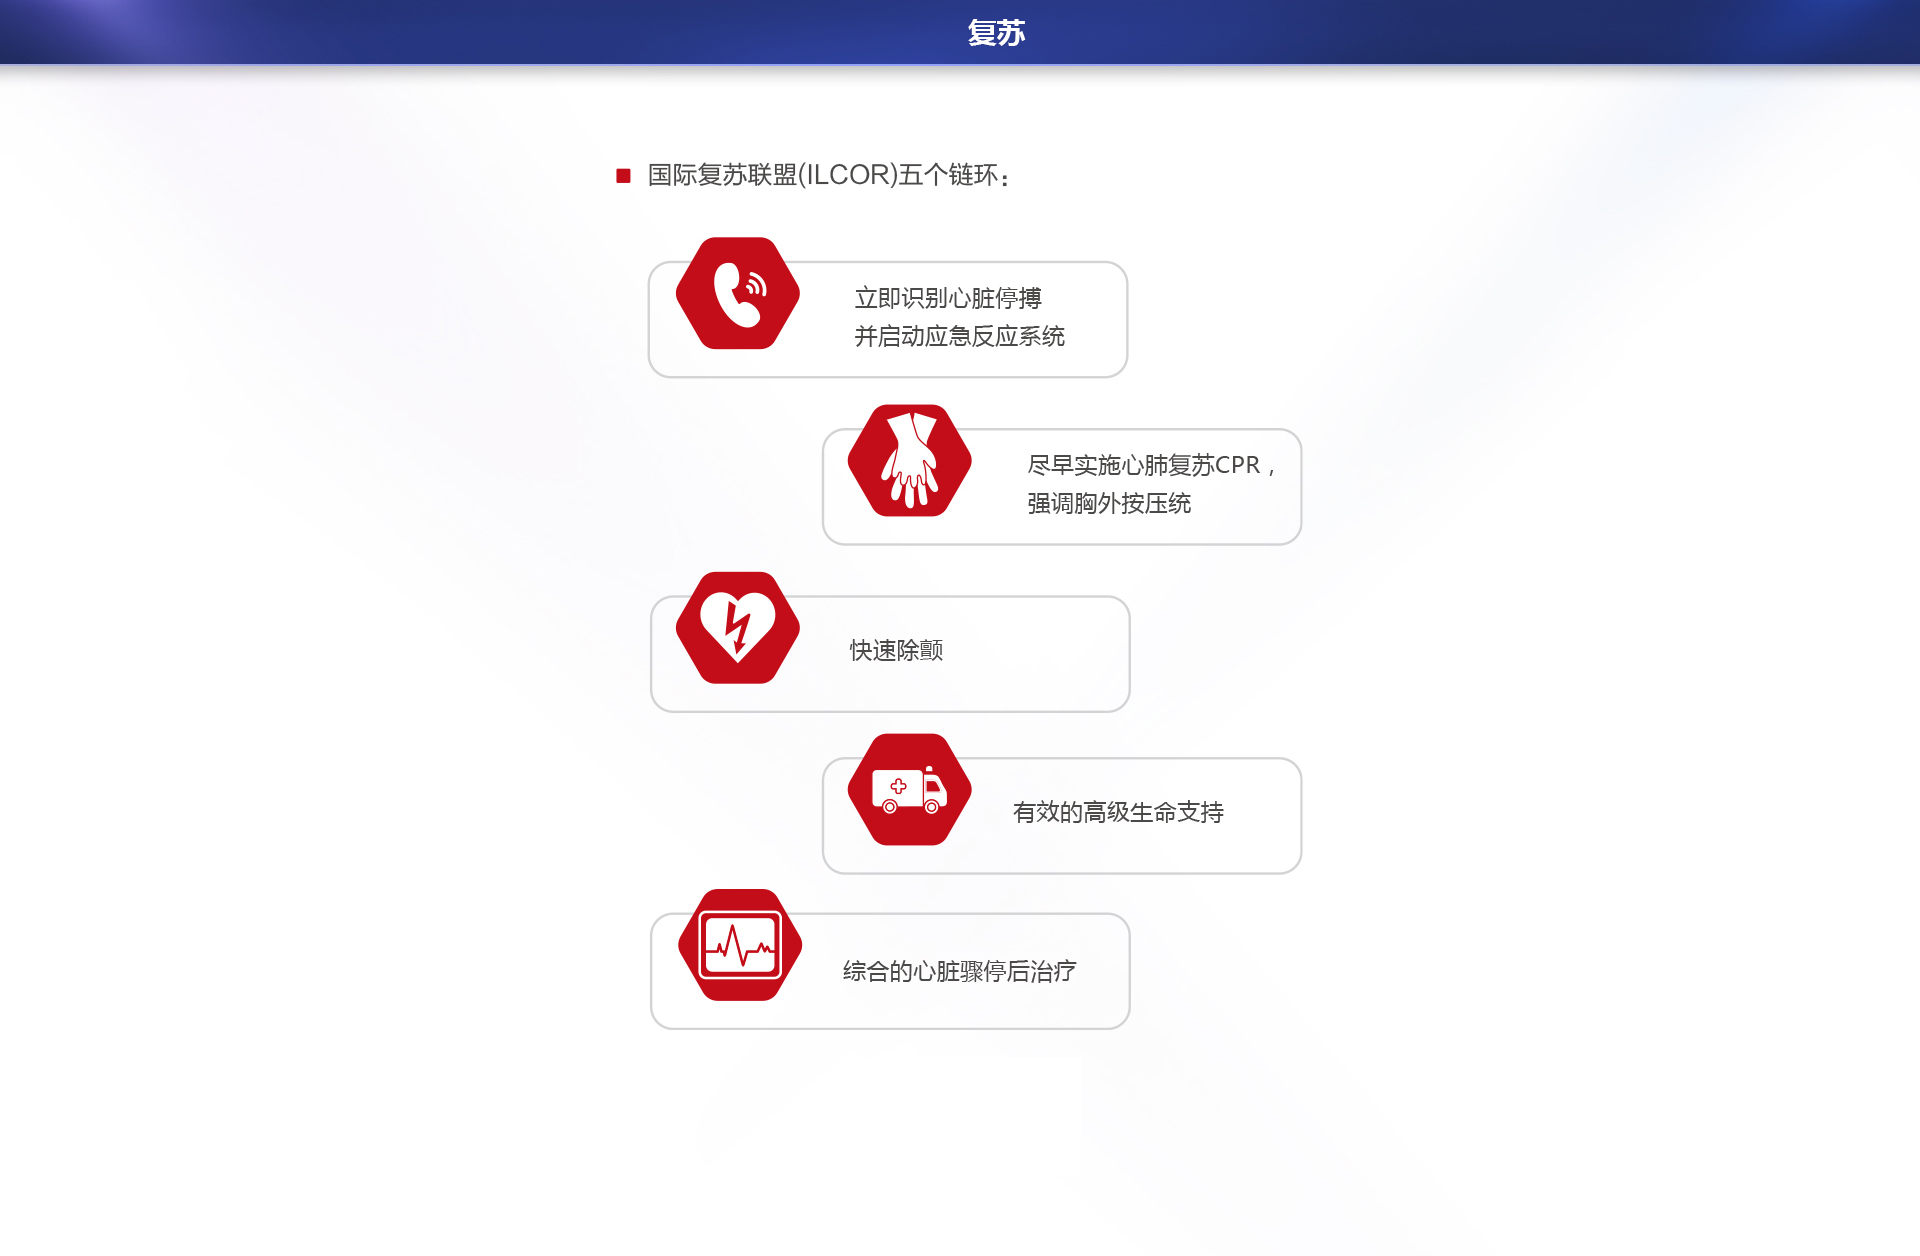 复苏
国际复苏联盟(ILCOR)五个链环：
立即识别心脏停搏
并启动应急反应系统
尽早实施心肺复苏CPR，
强调胸外按压统
快速除颤
有效的高级生命支持
综合的心脏骤停后治疗